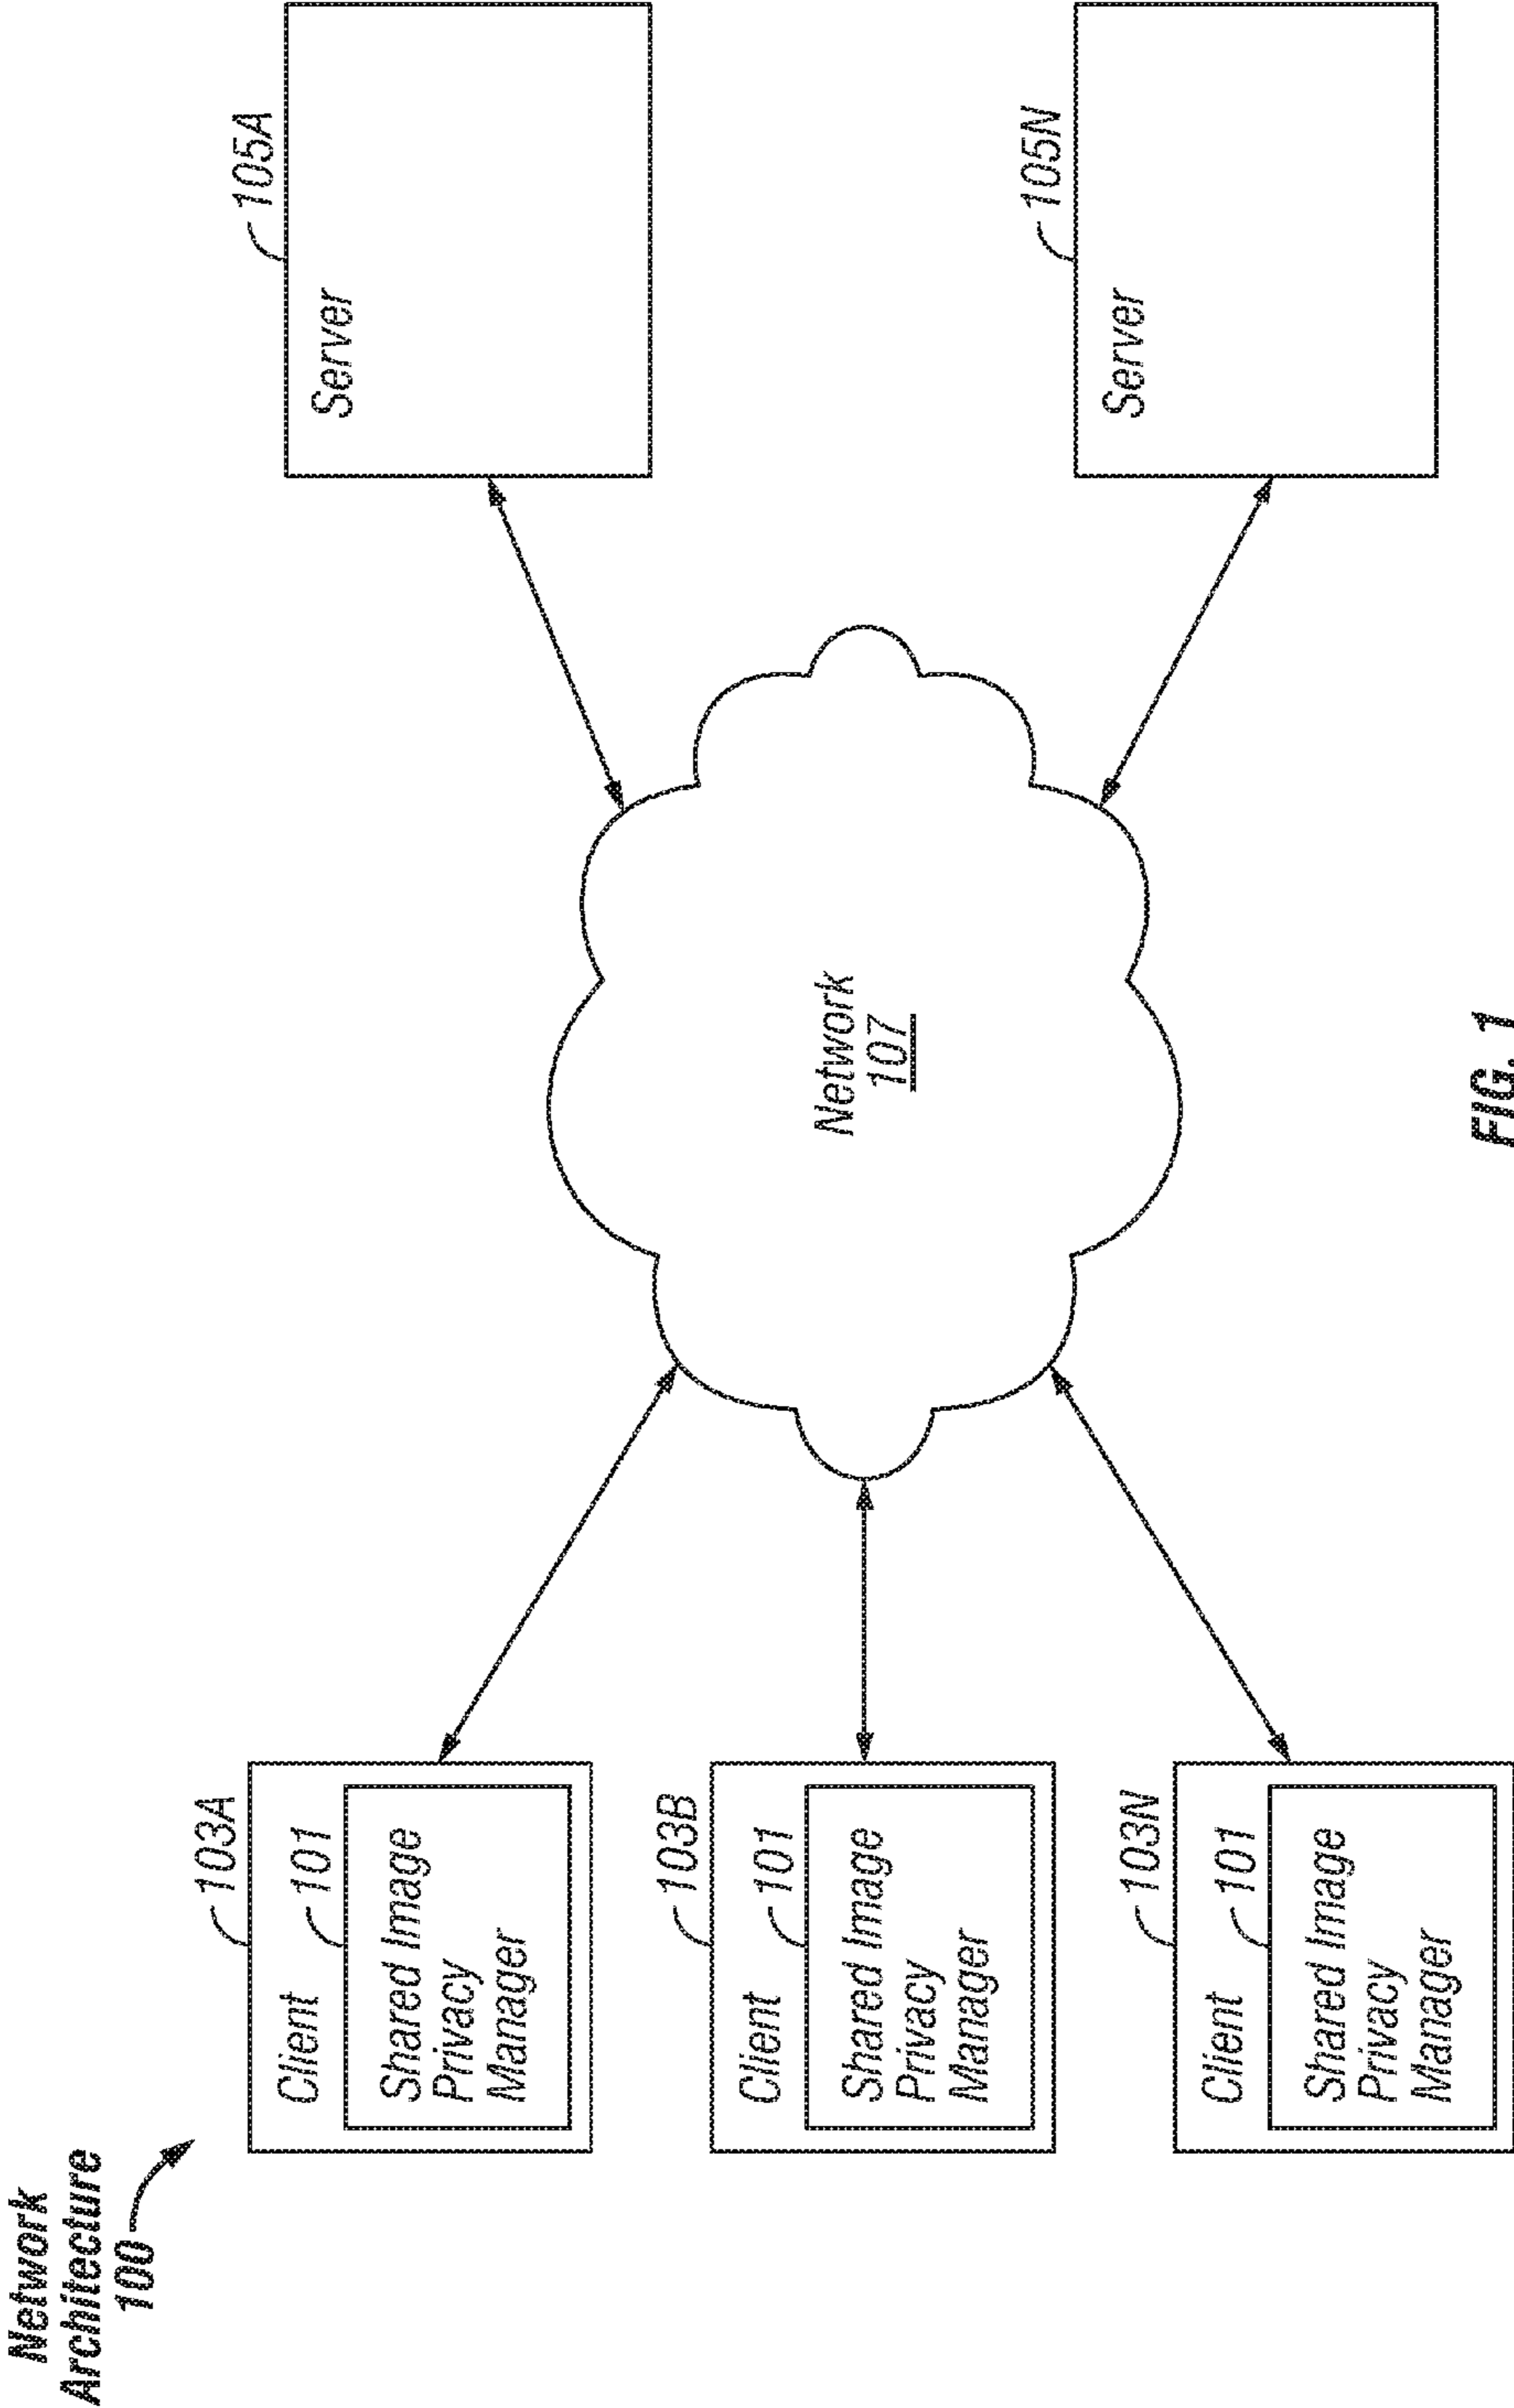 Network
Architecture
100
103A
Client
101
Shared Image
Privacy
Manager
103B
Client
101
Shared Image
Privacy
Manager
103N
Client
101
Shared Image
Privacy
Manager
Network
107
105A
Server
105N
Server
FIG. 1